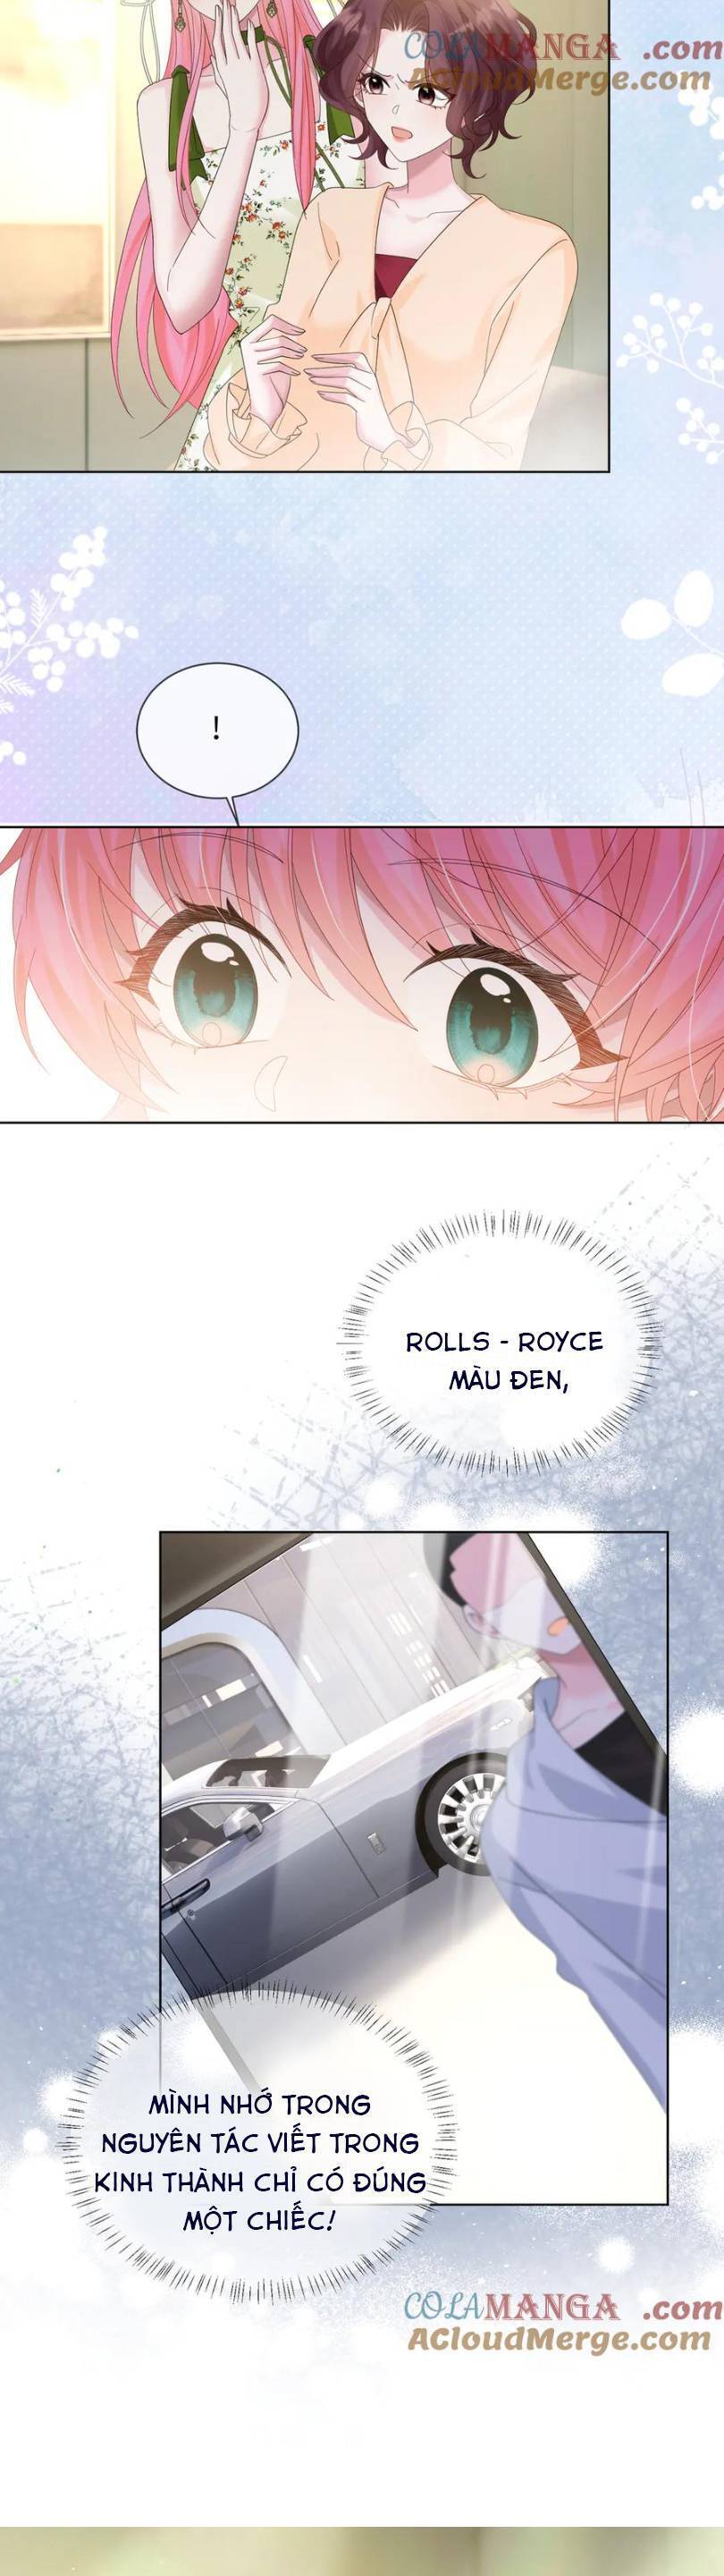 COLAMANGA.com
ACloudMerge.com
!
ROLLS - ROYCE
MÀU ĐEN,
MÌNH NHỚ TRONG
NGUYÊN TÁC VIẾT TRONG
KINH THÀNH CHỈ CÓ ĐÚNG
MỘT CHIẾC!
COLAMANGA.com
ACloudMerge.com